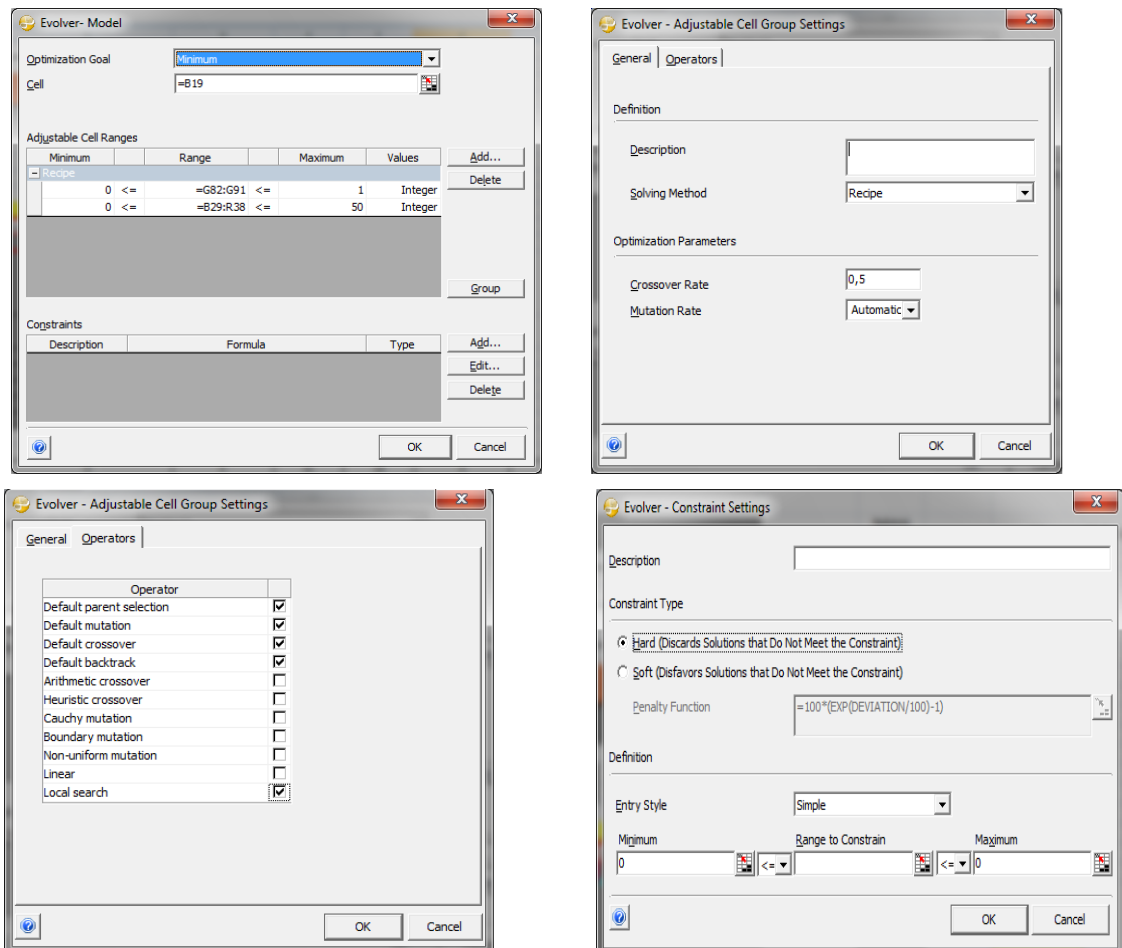 Evolver- Model
Optimization Goal Minimum
Cell =B19
Adjustable Cell Ranges
Minimum Range Maximum Values
Add...
Recipe
Delete
0 <= =G82:G91 <= 1 Integer
0 <= =B29:R38 <= 50 Integer
Group
Constraints
Description Formula Type
Add...
Edit...
Delete
OK Cancel
Evolver - Adjustable Cell Group Settings
General Operators
Definition
Description
Solving Method Recipe
Optimization Parameters
Crossover Rate 0,5
Mutation Rate Automatic
OK Cancel
Evolver - Adjustable Cell Group Settings
General Operators
Operator
Default parent selection
Default mutation
Default crossover
Default backtrack
Arithmetic crossover
Heuristic crossover
Cauchy mutation
Boundary mutation
Non-uniform mutation
Linear
Local search
OK Cancel
Evolver - Constraint Settings
Description
Constraint Type
Hard (Discards Solutions that Do Not Meet the Constraint)
Soft (Disfavors Solutions that Do Not Meet the Constraint)
Penalty Function =100*(EXP(DEVIATION/100)-1)
Definition
Entry Style Simple
Minimum Range to Constrain Maximum
0 <= <= 0
OK Cancel